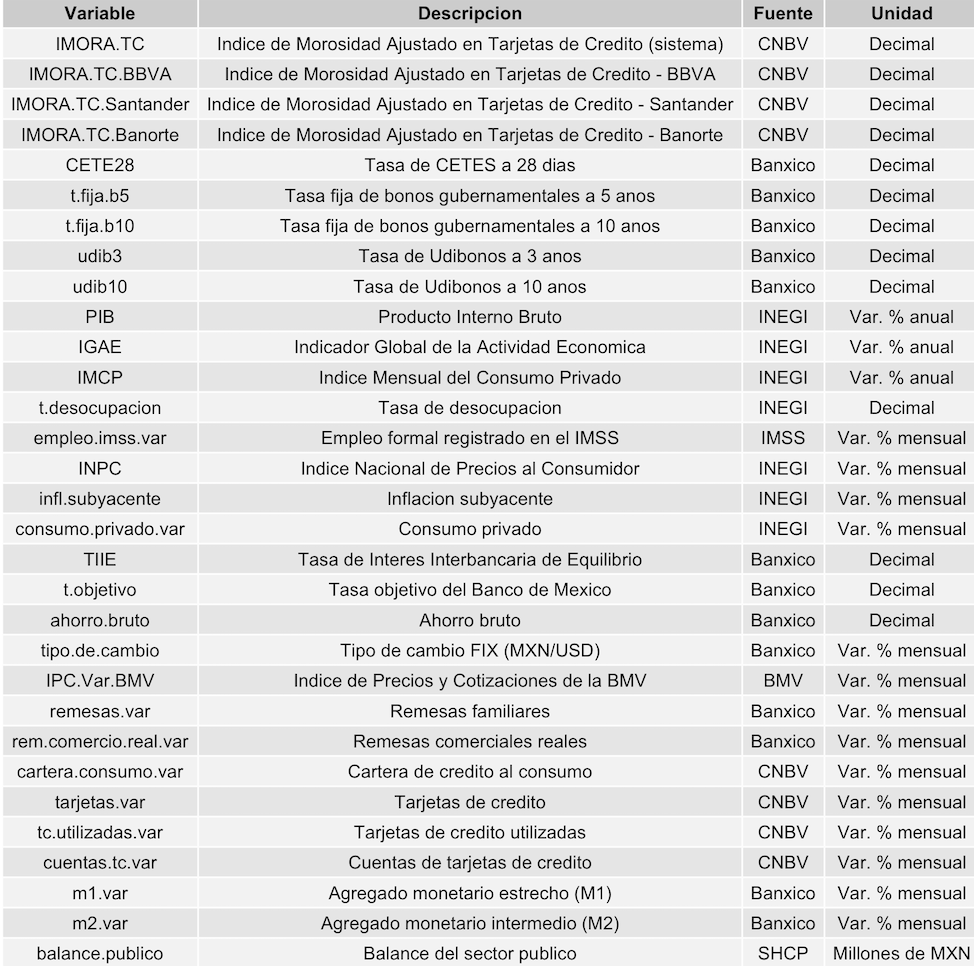 Variable Descripcion Fuente Unidad
IMORA.TC Indice de Morosidad Ajustado en Tarjetas de Credito (sistema) CNBV Decimal
IMORA.TC.BBVA Indice de Morosidad Ajustado en Tarjetas de Credito - BBVA CNBV Decimal
IMORA.TC.Santander Indice de Morosidad Ajustado en Tarjetas de Credito - Santander CNBV Decimal
IMORA.TC.Banorte Indice de Morosidad Ajustado en Tarjetas de Credito - Banorte CNBV Decimal
CETE28 Tasa de CETES a 28 dias Banxico Decimal
t.fija.b5 Tasa fija de bonos gubernamentales a 5 anos Banxico Decimal
t.fija.b10 Tasa fija de bonos gubernamentales a 10 anos Banxico Decimal
udib3 Tasa de Udibonos a 3 anos Banxico Decimal
udib10 Tasa de Udibonos a 10 anos Banxico Decimal
PIB Producto Interno Bruto INEGI Var. % anual
IGAE Indicador Global de la Actividad Economica INEGI Var. % anual
IMCP Indice Mensual del Consumo Privado INEGI Var. % anual
t.desocupacion Tasa de desocupacion INEGI Decimal
empleo.imss.var Empleo formal registrado en el IMSS IMSS Var. % mensual
INPC Indice Nacional de Precios al Consumidor INEGI Var. % mensual
infl.subyacente Inflacion subyacente INEGI Var. % mensual
consumo.privado.var Consumo privado INEGI Var. % mensual
TIIE Tasa de Interes Interbancaria de Equilibrio Banxico Decimal
t.objetivo Tasa objetivo del Banco de Mexico Banxico Decimal
ahorro.bruto Ahorro bruto Banxico Decimal
tipo.de.cambio Tipo de cambio FIX (MXN/USD) Banxico Var. % mensual
IPC.Var.BMV Indice de Precios y Cotizaciones de la BMV BMV Var. % mensual
remesas.var Remesas familiares Banxico Var. % mensual
rem.comercio.real.var Remesas comerciales reales Banxico Var. % mensual
cartera.consumo.var Cartera de credito al consumo CNBV Var. % mensual
tarjetas.var Tarjetas de credito CNBV Var. % mensual
tc.utilizadas.var Tarjetas de credito utilizadas CNBV Var. % mensual
cuentas.tc.var Cuentas de tarjetas de credito CNBV Var. % mensual
m1.var Agregado monetario estrecho (M1) Banxico Var. % mensual
m2.var Agregado monetario intermedio (M2) Banxico Var. % mensual
balance.publico Balance del sector publico SHCP Millones de MXN